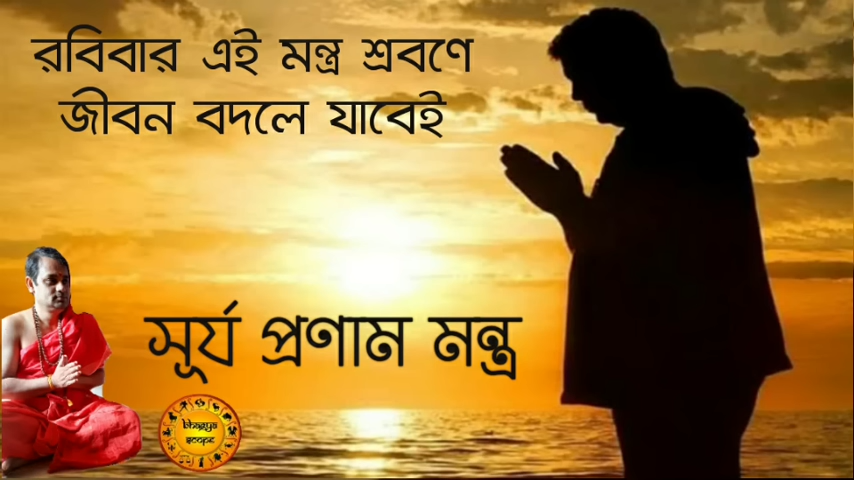 রবিবার এই মন্ত্র শ্রবণে
জীবন বদলে যাবেই
সূর্য প্রণাম মন্ত্র
bhagya
scope